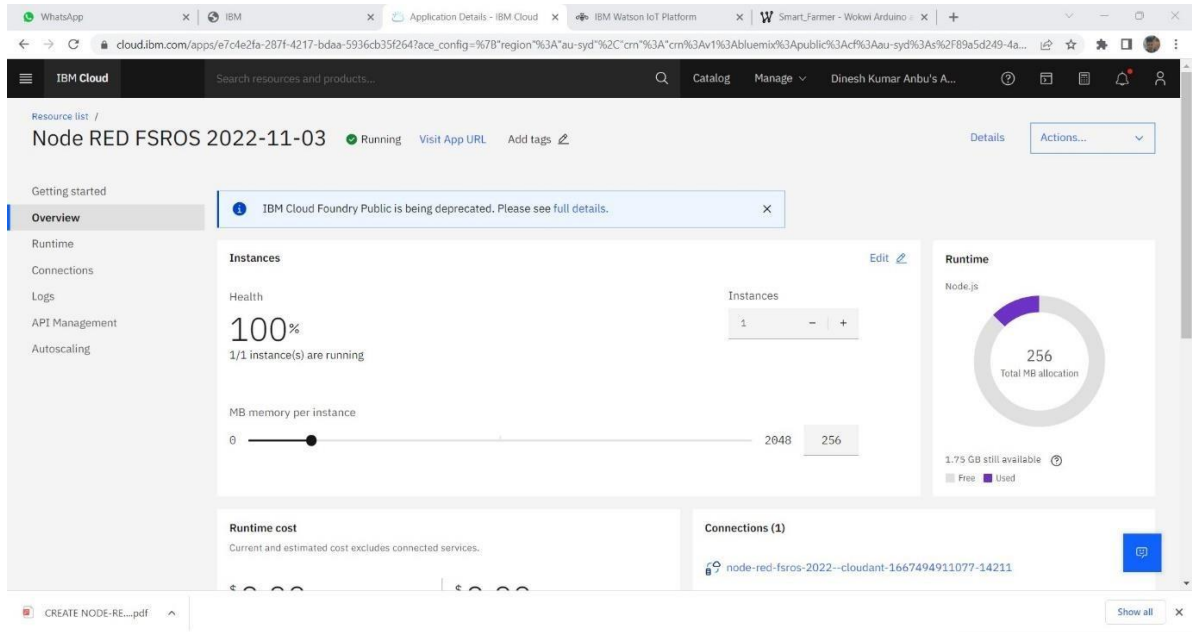 WhatsApp
IBM
Application Details - IBM Cloud
IBM Watson IoT Platform
Smart_Farmer - Wokwi Arduino
cloud.ibm.com/apps/e7c4e2fa-287f-4217-bdaa-5936cb35f264?ace_config=%7B"region"%3A"au-syd"%2C"crn"%3A"crn%3Av1%3Abluemix%3Apublic%3Acf%3Aau-syd%3As%2F89a5d249-4a...
IBM Cloud
Search resources and products...
Catalog
Manage
Dinesh Kumar Anbu's A...
Resource list /
Node RED FSROS 2022-11-03
Running
Visit App URL
Add tags
Details
Actions...
Getting started
Overview
Runtime
Connections
Logs
API Management
Autoscaling
IBM Cloud Foundry Public is being deprecated. Please see full details.
Instances
Edit
Health
100%
1/1 instance(s) are running
Instances
1
MB memory per instance
0
2048
256
Runtime
Node.js
256
Total MB allocation
1.75 GB still available
Free
Used
Runtime cost
Current and estimated cost excludes connected services.
Connections (1)
node-red-fsros-2022--cloudant-1667494911077-14211
CREATE NODE-RE....pdf
Show all